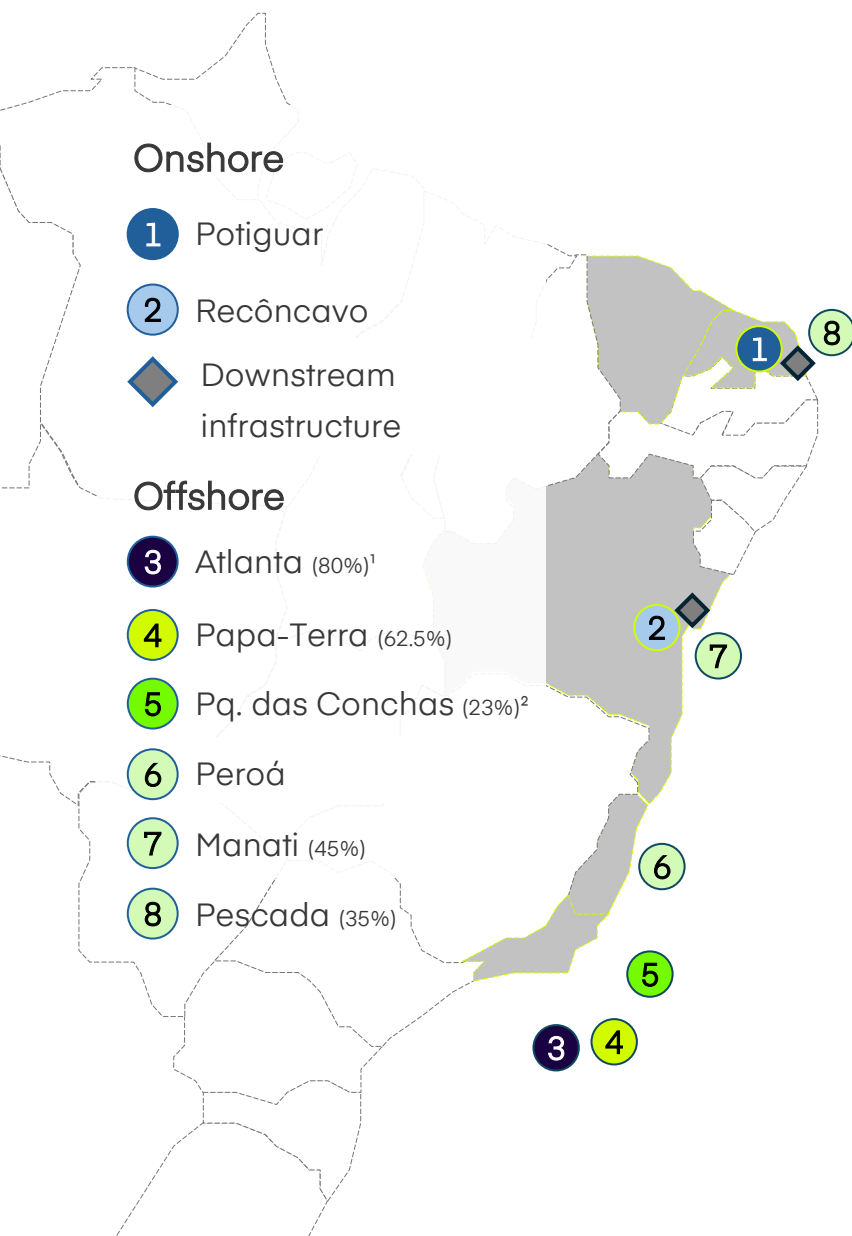 Onshore
1 Potiguar
2 Recôncavo
Downstream
infrastructure
Offshore
3 Atlanta (80%)¹
4 Papa-Terra (62.5%)
5 Pq. das Conchas (23%)²
6 Peroá
7 Manati (45%)
8 Pescada (35%)
8
1
2
7
6
5
4
3